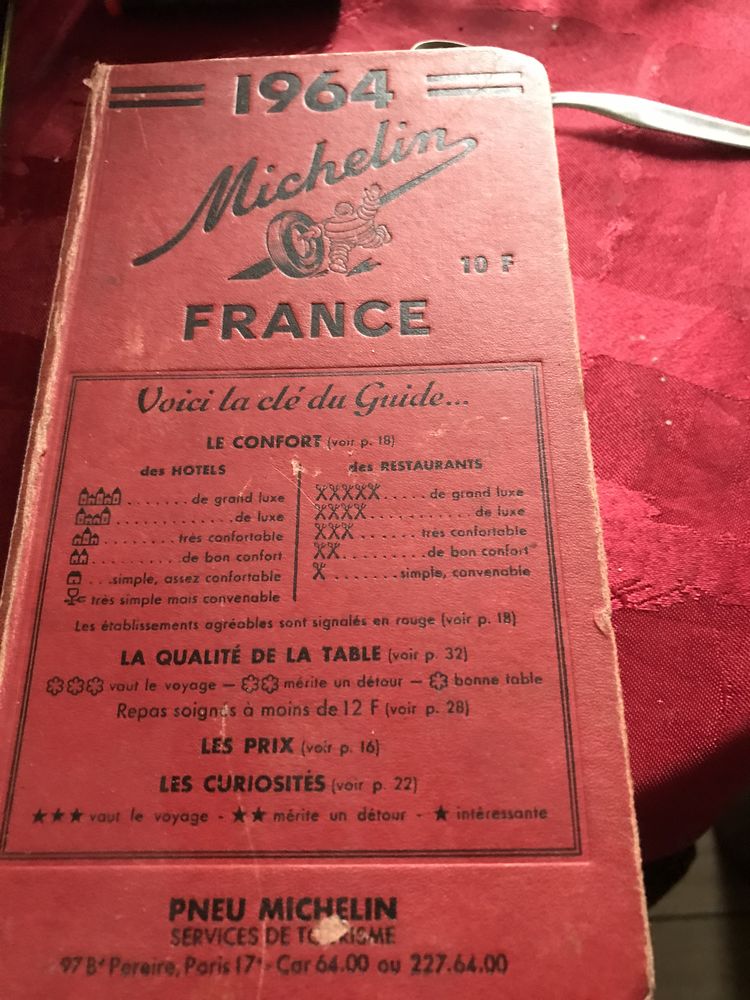 1964
Michelin
10 F
FRANCE
Voici la clé du Guide...
LE CONFORT (voir p. 18)
des HOTELS
........de grand luxe
............de luxe
.........très confortable
........de bon confort
...simple, assez confortable
très simple mais convenable
des RESTAURANTS
XXXXX......de grand luxe
XXXX..........de luxe
XXX........très confortable
XX..........de bon confort
X.......simple, convenable
Les établissements agréables sont signalés en rouge (voir p. 18)
LA QUALITÉ DE LA TABLE (voir p. 32)
vaut le voyage - mérite un détour - bonne table
Repas soignés à moins de 12 F (voir p. 28)
LES PRIX (voir p. 16)
LES CURIOSITÉS (voir p. 22)
★★★ vaut le voyage - ★★ mérite un détour - ★ intéressante
PNEU MICHELIN
SERVICES DE TOURISME
97 Bd Pereire, Paris 17e - Car 64.00 ou 227.64.00